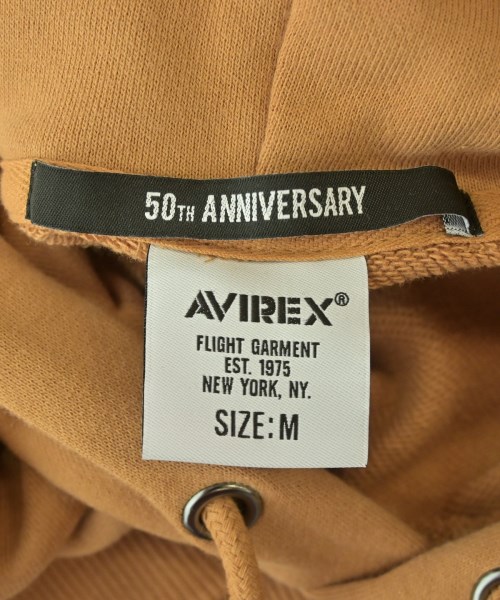 50TH ANNIVERSARY
AVIREX®
FLIGHT GARMENT
EST. 1975
NEW YORK, NY.
SIZE: M